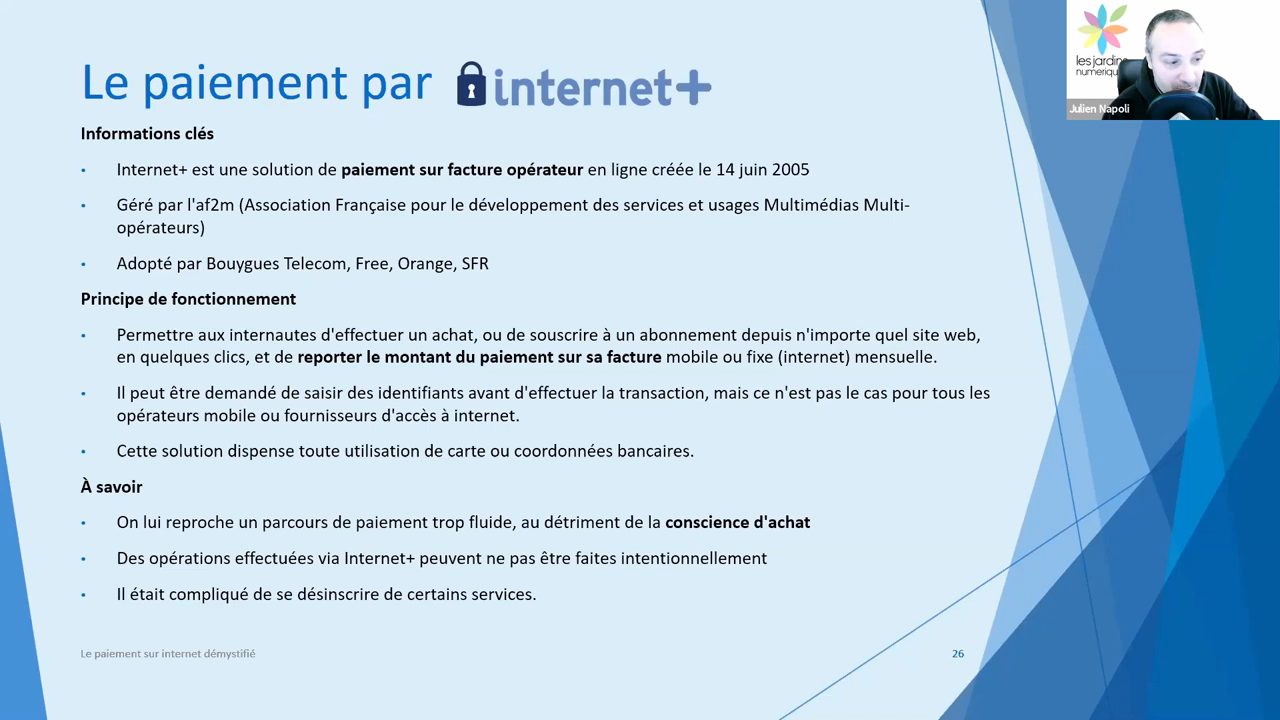 Le paiement par internet+
les jardins
numeriqu
Julien Napoli
Informations clés
• Internet+ est une solution de paiement sur facture opérateur en ligne créée le 14 juin 2005
• Géré par l'af2m (Association Française pour le développement des services et usages Multimédias Multi-
opérateurs)
• Adopté par Bouygues Telecom, Free, Orange, SFR
Principe de fonctionnement
• Permettre aux internautes d'effectuer un achat, ou de souscrire à un abonnement depuis n'importe quel site web,
en quelques clics, et de reporter le montant du paiement sur sa facture mobile ou fixe (internet) mensuelle.
• Il peut être demandé de saisir des identifiants avant d'effectuer la transaction, mais ce n'est pas le cas pour tous les
opérateurs mobile ou fournisseurs d'accès à internet.
• Cette solution dispense toute utilisation de carte ou coordonnées bancaires.
À savoir
• On lui reproche un parcours de paiement trop fluide, au détriment de la conscience d'achat
• Des opérations effectuées via Internet+ peuvent ne pas être faites intentionnellement
• Il était compliqué de se désinscrire de certains services.
Le paiement sur internet démystifié
26